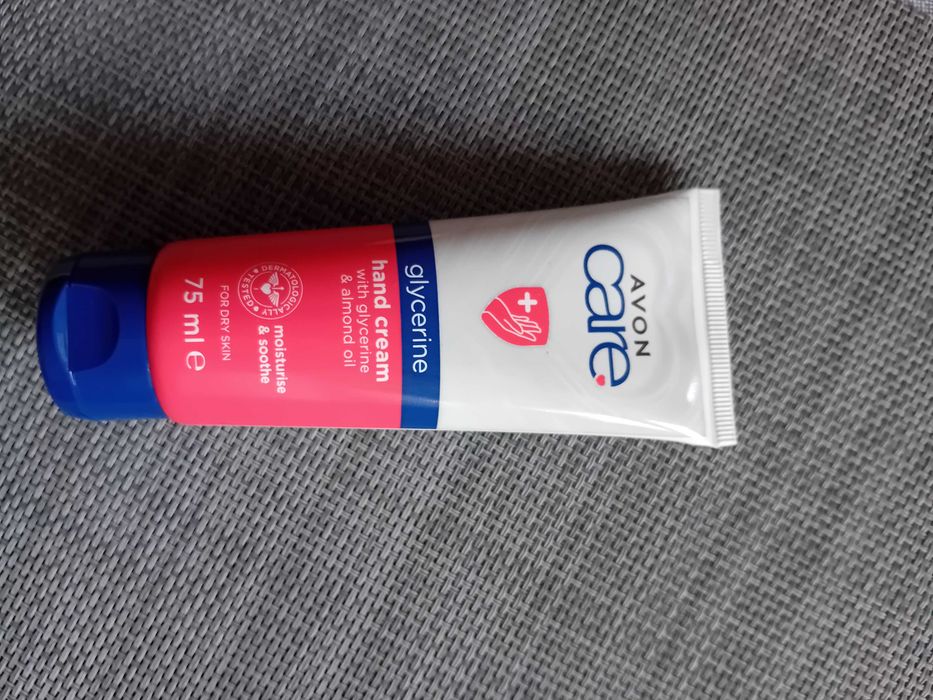 AVON
care
glycerine
hand cream
with glycerine
& almond oil
DERMATOLOGICALLY
TESTED
moisturise
& soothe
FOR DRY SKIN
75 ml e